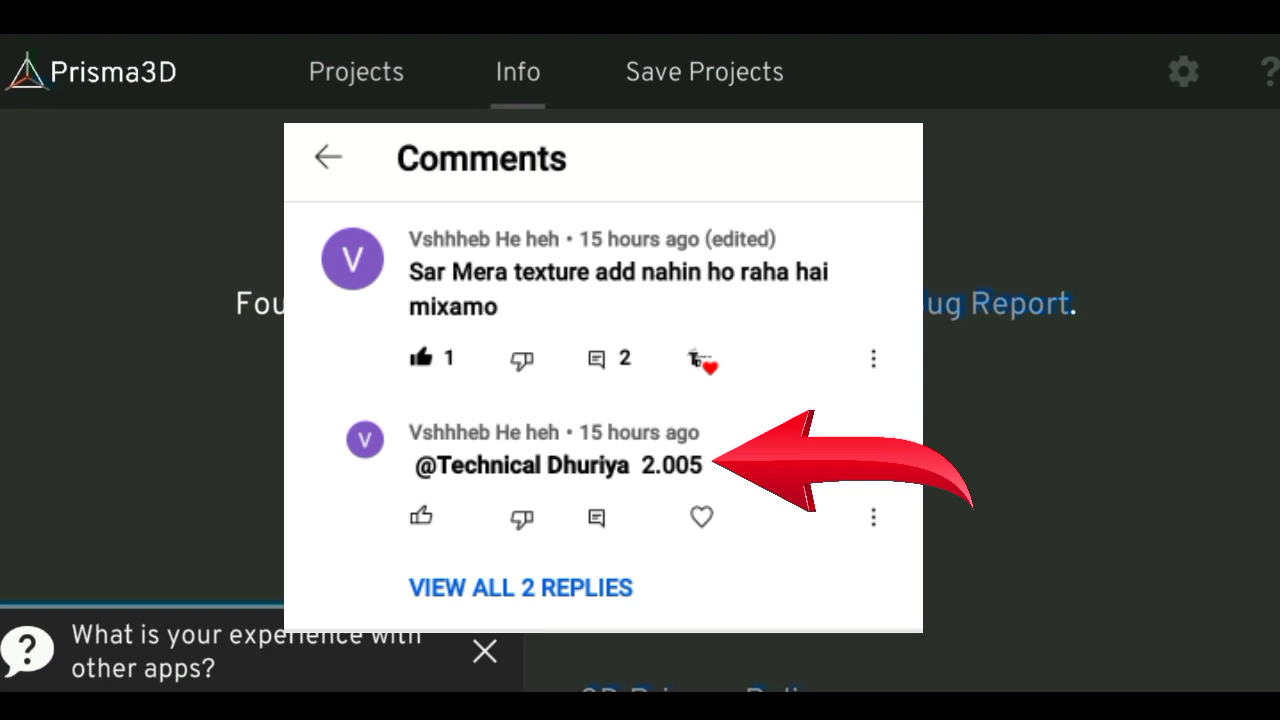 Prisma3D Projects Info Save Projects ?
Comments
V
Vshhheb He heh • 15 hours ago (edited)
Sar Mera texture add nahin ho raha hai
mixamo
Fou
ug Report.
1 2
V
Vshhheb He heh • 15 hours ago
@Technical Dhuriya 2.005
VIEW ALL 2 REPLIES
? What is your experience with
other apps?